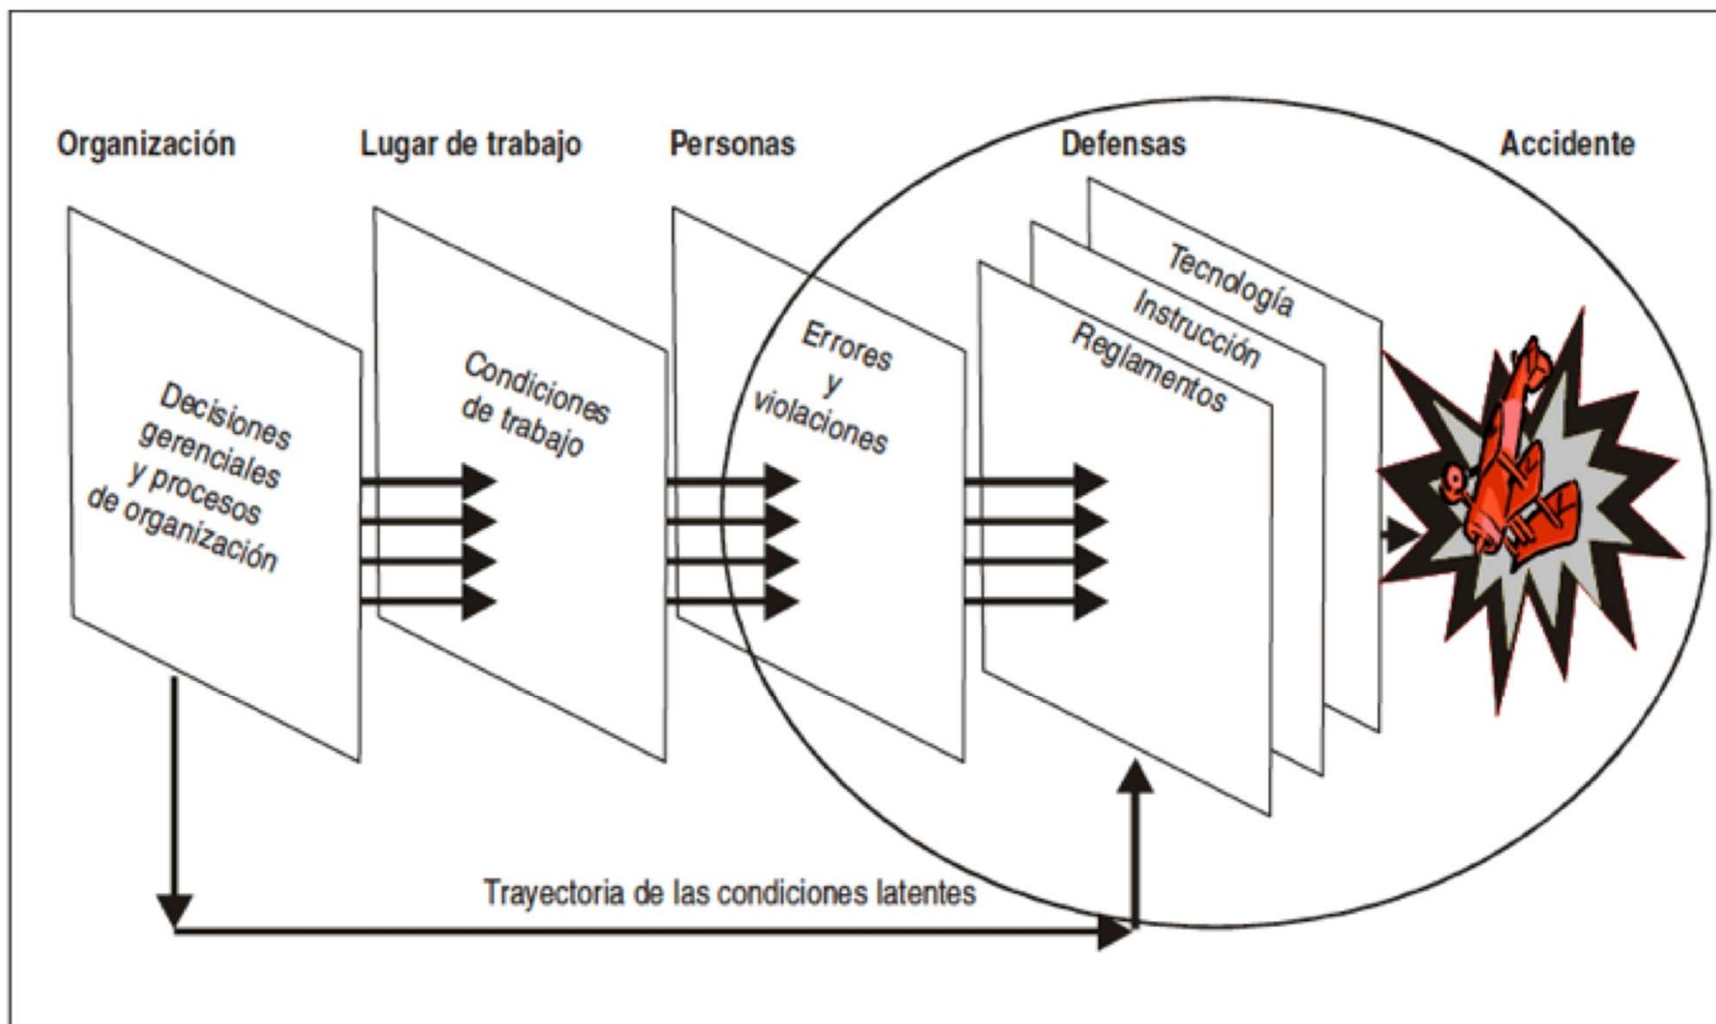 Organización
Lugar de trabajo
Personas
Defensas
Accidente
Decisiones
gerenciales
y procesos
de organización
Condiciones
de trabajo
Errores
y
violaciones
Tecnología
Instrucción
Reglamentos
Trayectoria de las condiciones latentes